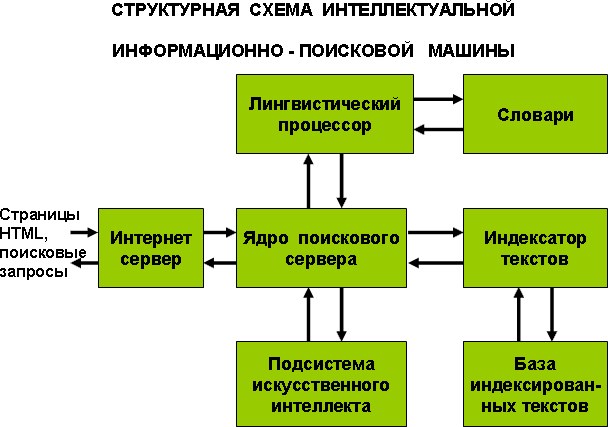 СТРУКТУРНАЯ СХЕМА ИНТЕЛЛЕКТУАЛЬНОЙ
ИНФОРМАЦИОННО - ПОИСКОВОЙ МАШИНЫ
Лингвистический
процессор
Словари
Страницы
HTML,
поисковые
запросы
Интернет
сервер
Ядро поискового
сервера
Индексатор
текстов
Подсистема
искусственного
интеллекта
База
индексирован-
ных текстов